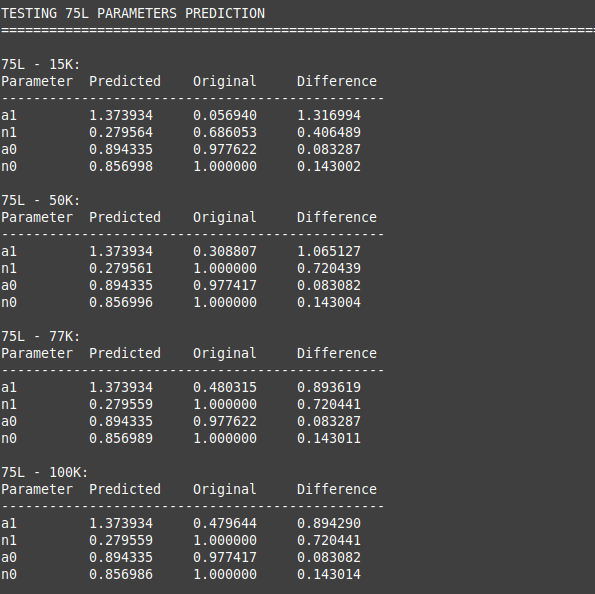 TESTING 75L PARAMETERS PREDICTION
==========================================================================
75L - 15K:
Parameter  Predicted    Original     Difference
------------------------------------------------
a1         1.373934     0.056940     1.316994
n1         0.279564     0.686053     0.406489
a0         0.894335     0.977622     0.083287
n0         0.856998     1.000000     0.143002
75L - 50K:
Parameter  Predicted    Original     Difference
------------------------------------------------
a1         1.373934     0.308807     1.065127
n1         0.279561     1.000000     0.720439
a0         0.894335     0.977417     0.083082
n0         0.856996     1.000000     0.143004
75L - 77K:
Parameter  Predicted    Original     Difference
------------------------------------------------
a1         1.373934     0.480315     0.893619
n1         0.279559     1.000000     0.720441
a0         0.894335     0.977622     0.083287
n0         0.856989     1.000000     0.143011
75L - 100K:
Parameter  Predicted    Original     Difference
------------------------------------------------
a1         1.373934     0.479644     0.894290
n1         0.279559     1.000000     0.720441
a0         0.894335     0.977417     0.083082
n0         0.856986     1.000000     0.143014